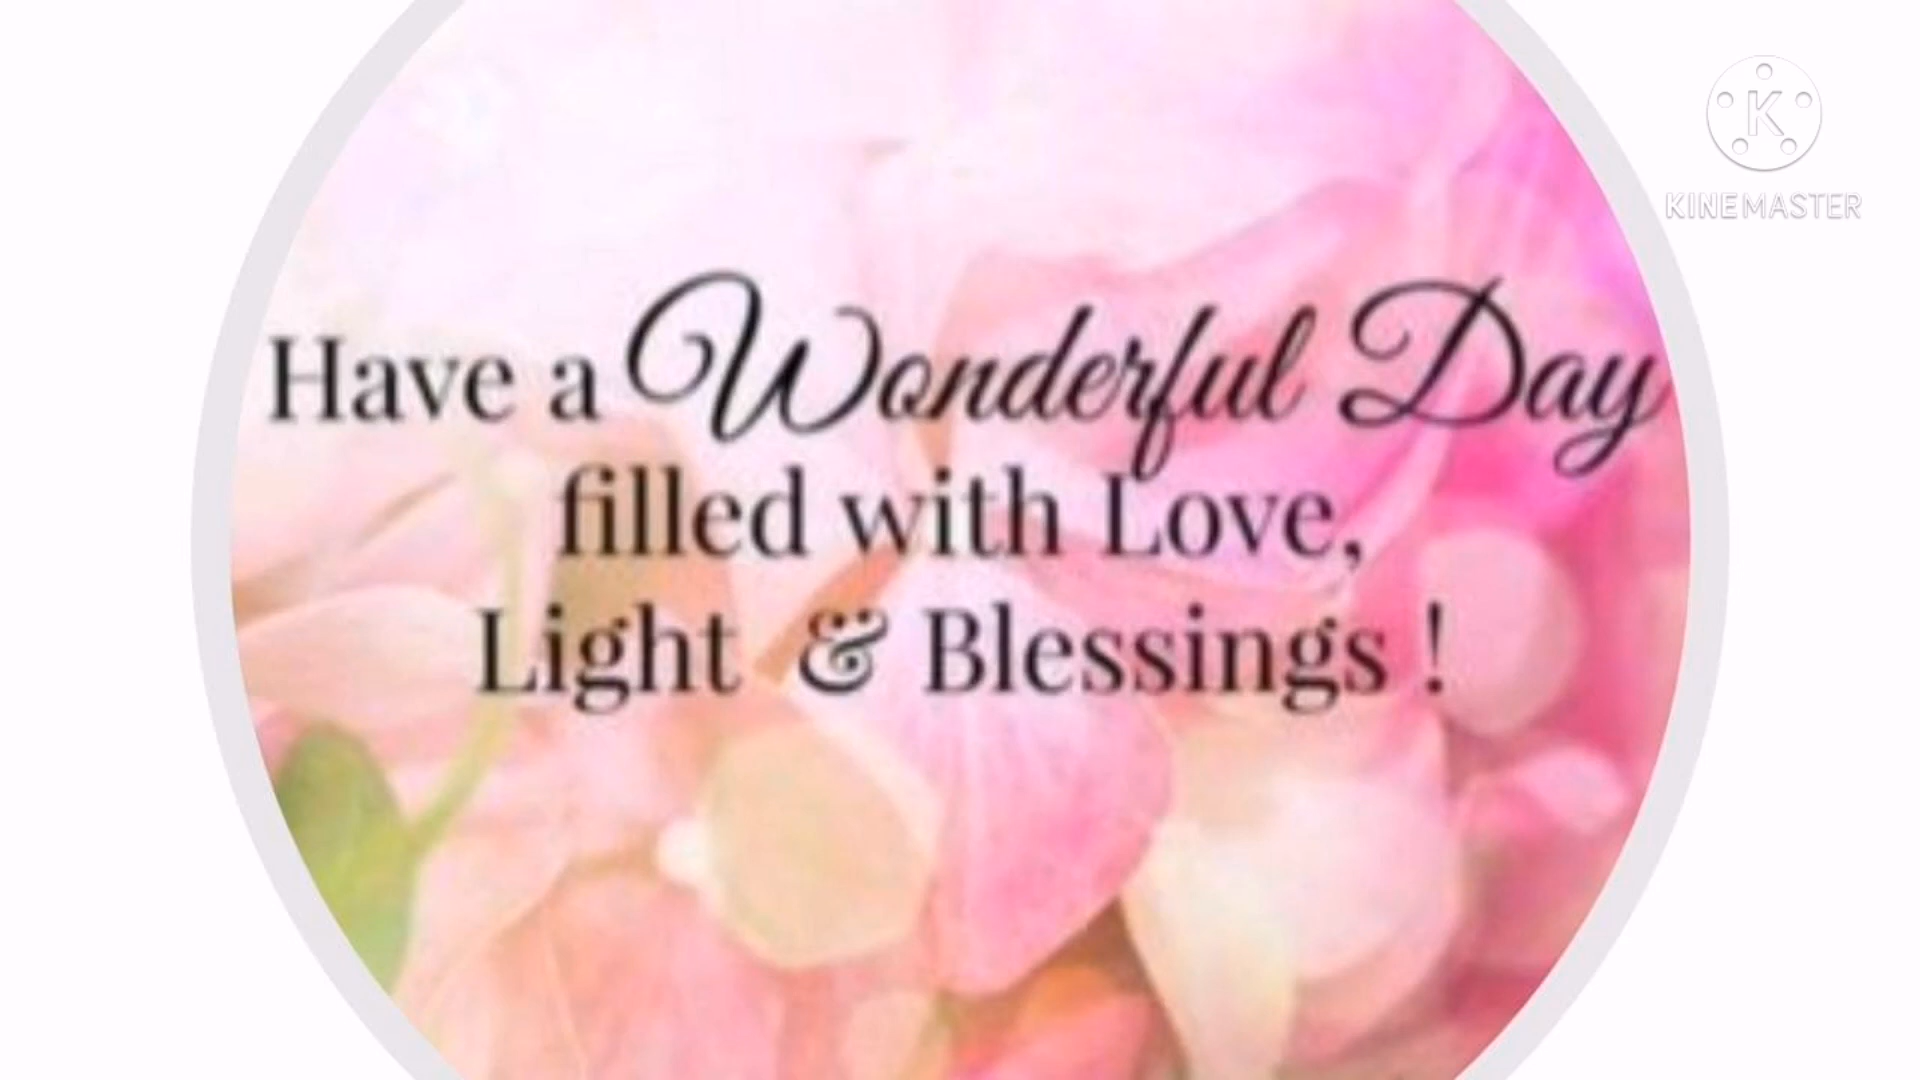 Have a Wonderful Day
filled with Love,
Light & Blessings !
K
KINEMASTER